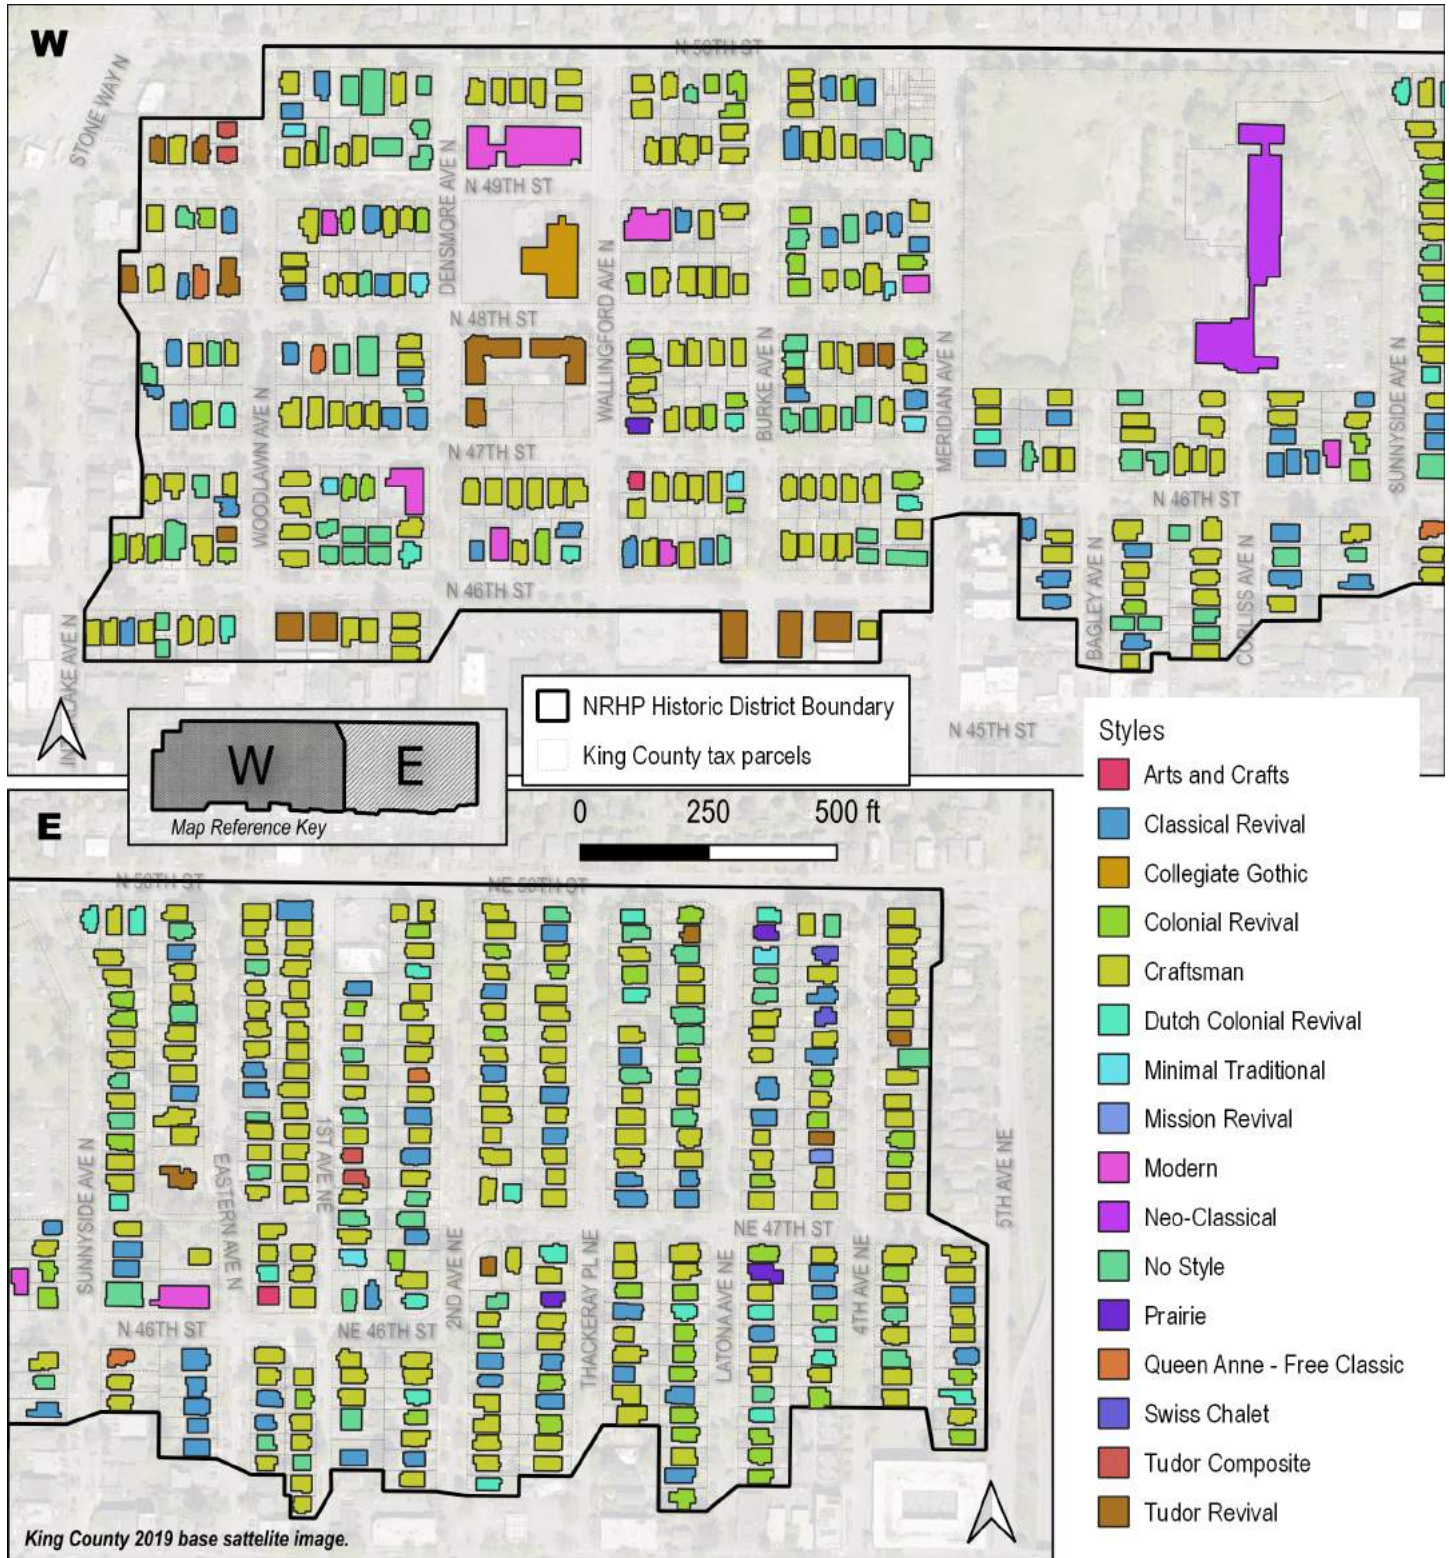 W
N 50TH ST
STONE WAY N
DENSMORE AVE N
N 49TH ST
WALLINGFORD AVE N
N 48TH ST
BURKE AVE N
MERIDIAN AVE N
SUNNYSIDE AVE N
WOODLAWN AVE N
N 47TH ST
N 46TH ST
N 46TH ST
BAGLEY AVE N
CORLISS AVE N
INTERLAKE AVE N
N 45TH ST
NRHP Historic District Boundary
King County tax parcels
W E
Map Reference Key
0 250 500 ft
E
N 50TH ST
NE 50TH ST
SUNNYSIDE AVE N
EASTERN AVE N
1ST AVE NE
2ND AVE NE
THACKERAY PL NE
LATONA AVE NE
NE 47TH ST
4TH AVE NE
5TH AVE NE
N 46TH ST
NE 46TH ST
King County 2019 base sattelite image.
Styles
Arts and Crafts
Classical Revival
Collegiate Gothic
Colonial Revival
Craftsman
Dutch Colonial Revival
Minimal Traditional
Mission Revival
Modern
Neo-Classical
No Style
Prairie
Queen Anne - Free Classic
Swiss Chalet
Tudor Composite
Tudor Revival